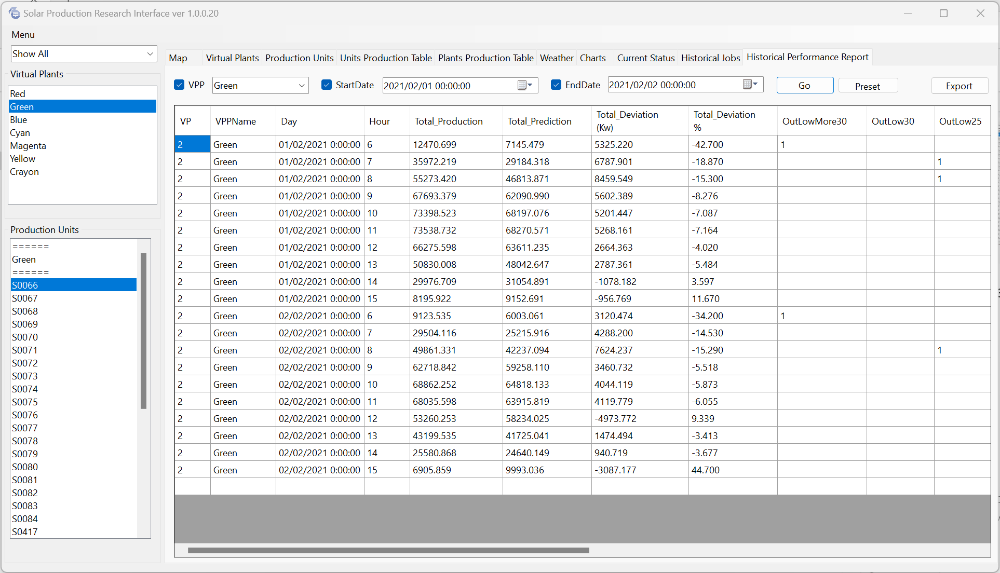 Solar Production Research Interface ver 1.0.0.20
Menu
Show All
Virtual Plants
Red
Green
Blue
Cyan
Magenta
Yellow
Crayon
Production Units
======
Green
======
S0066
S0067
S0068
S0069
S0070
S0071
S0072
S0073
S0074
S0075
S0076
S0077
S0078
S0079
S0080
S0081
S0082
S0083
S0084
S0417
Map Virtual Plants Production Units Units Production Table Plants Production Table Weather Charts Current Status Historical Jobs Historical Performance Report
VPP Green StartDate 2021/02/01 00:00:00 EndDate 2021/02/02 00:00:00 Go Preset Export
VP VPPName Day Hour Total_Production Total_Prediction Total_Deviation (Kw) Total_Deviation % OutLowMore30 OutLow30 OutLow25
2 Green 01/02/2021 0:00:00 6 12470.699 7145.479 5325.220 -42.700 1
2 Green 01/02/2021 0:00:00 7 35972.219 29184.318 6787.901 -18.870 1
2 Green 01/02/2021 0:00:00 8 55273.420 46813.871 8459.549 -15.300 1
2 Green 01/02/2021 0:00:00 9 67693.379 62090.990 5602.389 -8.276
2 Green 01/02/2021 0:00:00 10 73398.523 68197.076 5201.447 -7.087
2 Green 01/02/2021 0:00:00 11 73538.732 68270.571 5268.161 -7.164
2 Green 01/02/2021 0:00:00 12 66275.598 63611.235 2664.363 -4.020
2 Green 01/02/2021 0:00:00 13 50830.008 48042.647 2787.361 -5.484
2 Green 01/02/2021 0:00:00 14 29976.709 31054.891 -1078.182 3.597
2 Green 01/02/2021 0:00:00 15 8195.922 9152.691 -956.769 11.670
2 Green 02/02/2021 0:00:00 6 9123.535 6003.061 3120.474 -34.200 1
2 Green 02/02/2021 0:00:00 7 29504.116 25215.916 4288.200 -14.530
2 Green 02/02/2021 0:00:00 8 49861.331 42237.094 7624.237 -15.290 1
2 Green 02/02/2021 0:00:00 9 62718.842 59258.110 3460.732 -5.518
2 Green 02/02/2021 0:00:00 10 68862.252 64818.133 4044.119 -5.873
2 Green 02/02/2021 0:00:00 11 68035.598 63915.819 4119.779 -6.055
2 Green 02/02/2021 0:00:00 12 53260.253 58234.025 -4973.772 9.339
2 Green 02/02/2021 0:00:00 13 43199.535 41725.041 1474.494 -3.413
2 Green 02/02/2021 0:00:00 14 25580.868 24640.149 940.719 -3.677
2 Green 02/02/2021 0:00:00 15 6905.859 9993.036 -3087.177 44.700